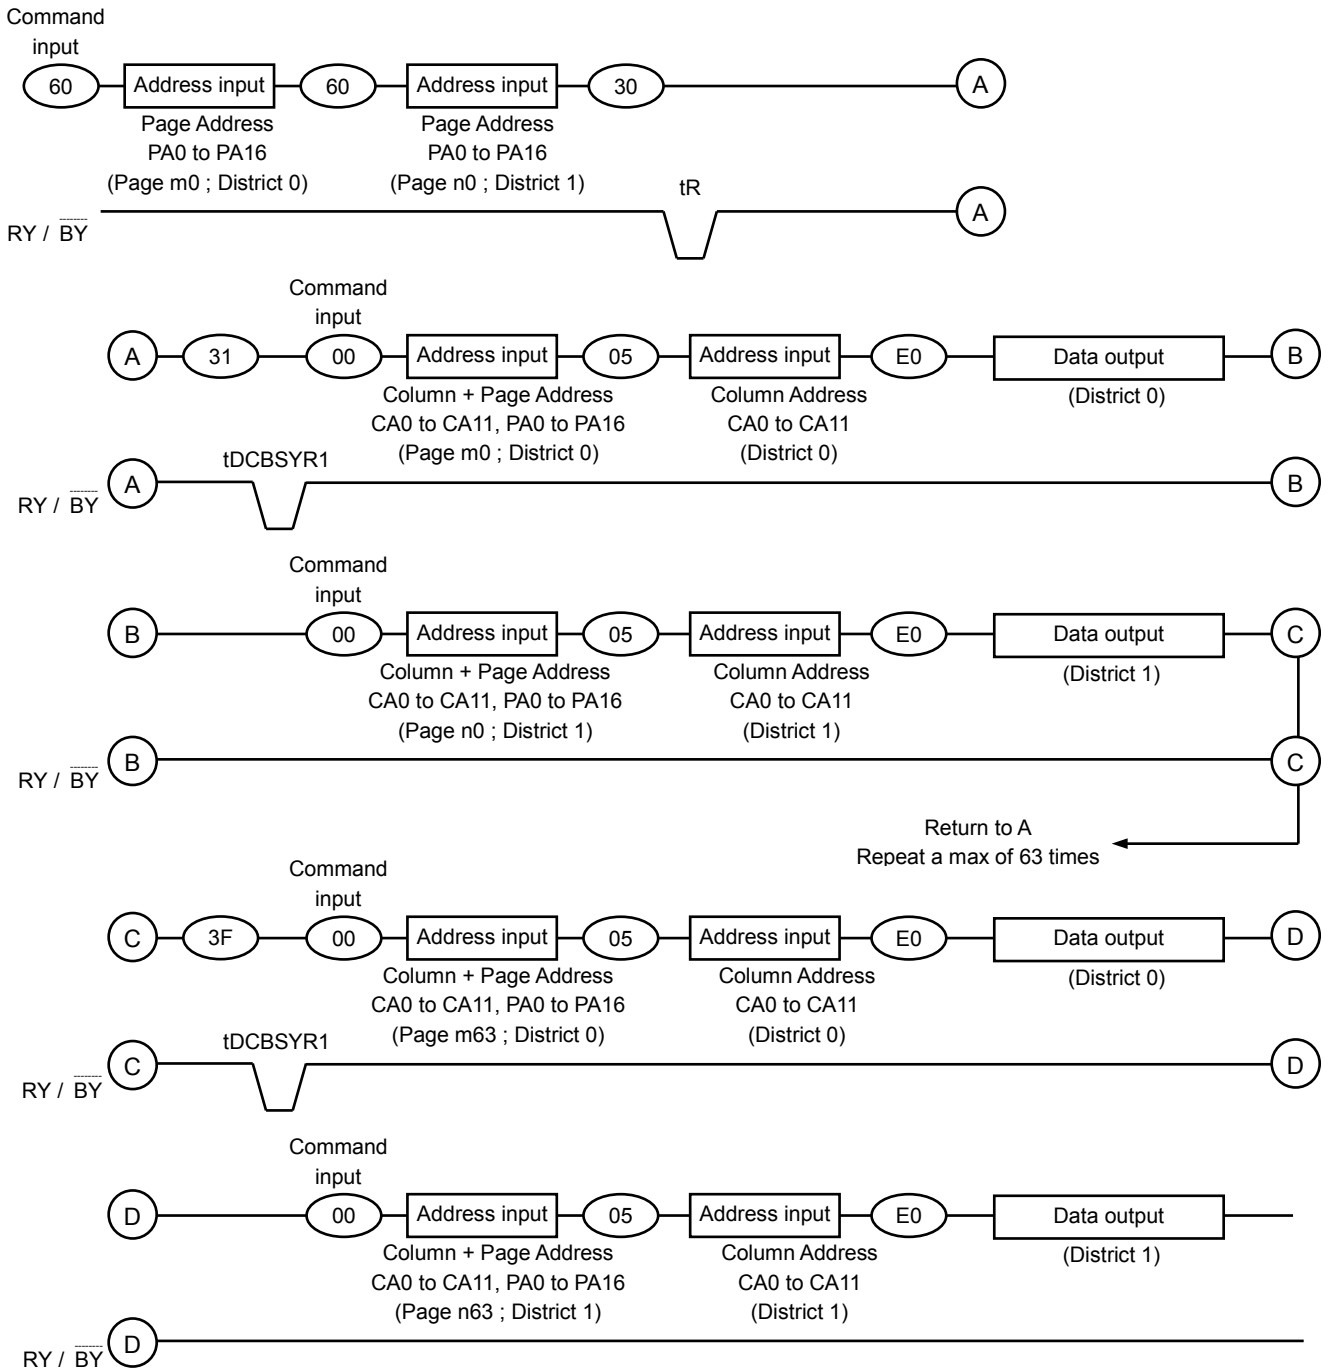 Command
input
60 Address input 60 Address input 30 A
Page Address Page Address
PA0 to PA16 PA0 to PA16
(Page m0 ; District 0) (Page n0 ; District 1)
tR
RY / BY A
Command
input
A 31 00 Address input 05 Address input E0 Data output B
Column + Page Address Column Address (District 0)
CA0 to CA11, PA0 to PA16 CA0 to CA11
(Page m0 ; District 0) (District 0)
tDCBSYR1
RY / BY A B
Command
input
B 00 Address input 05 Address input E0 Data output C
Column + Page Address Column Address (District 1)
CA0 to CA11, PA0 to PA16 CA0 to CA11
(Page n0 ; District 1) (District 1)
RY / BY B C
Return to A
Repeat a max of 63 times
Command
input
C 3F 00 Address input 05 Address input E0 Data output D
Column + Page Address Column Address (District 0)
CA0 to CA11, PA0 to PA16 CA0 to CA11
(Page m63 ; District 0) (District 0)
tDCBSYR1
RY / BY C D
Command
input
D 00 Address input 05 Address input E0 Data output
Column + Page Address Column Address (District 1)
CA0 to CA11, PA0 to PA16 CA0 to CA11
(Page n63 ; District 1) (District 1)
RY / BY D